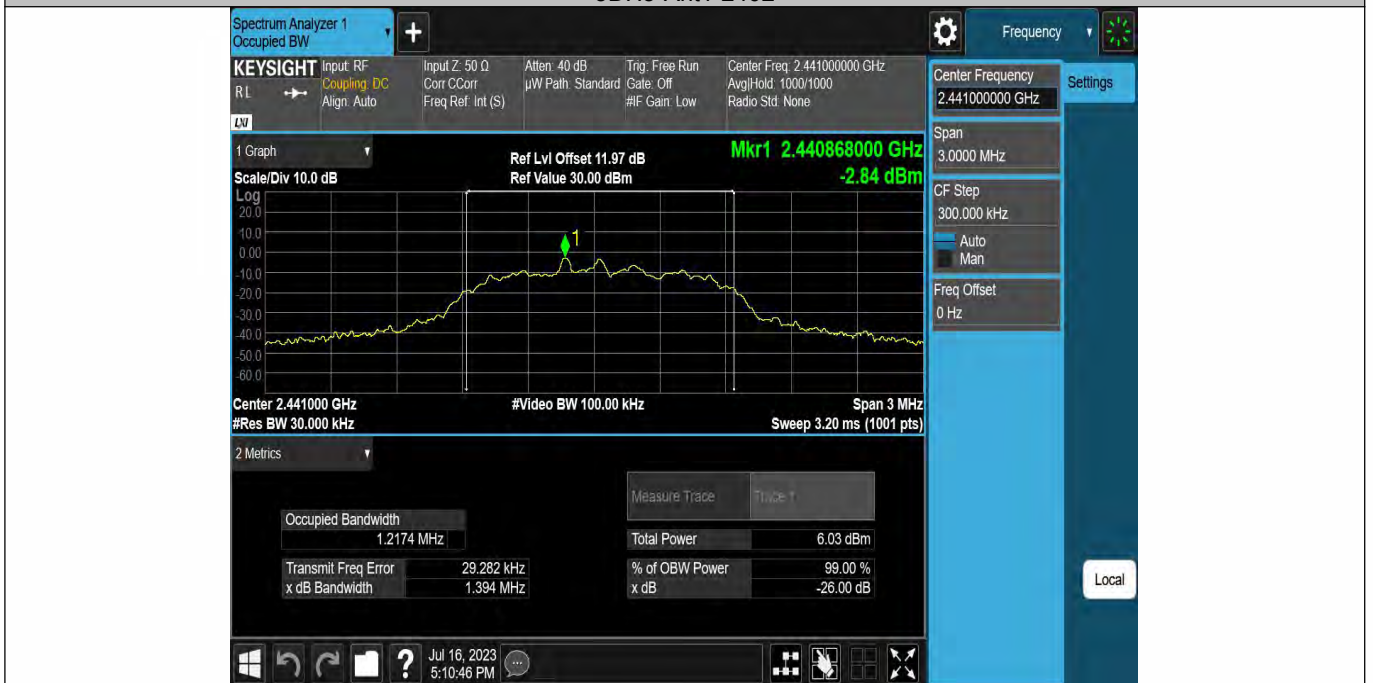 Spectrum Analyzer 1
Occupied BW
Frequency
KEYSIGHT
RL
LXI
Input: RF
Coupling: DC
Align: Auto
Input Z: 50 Ω
Corr CCorr
Freq Ref: Int (S)
Atten: 40 dB
µW Path: Standard
Trig: Free Run
Gate: Off
#IF Gain: Low
Center Freq: 2.441000000 GHz
Avg|Hold: 1000/1000
Radio Std: None
Center Frequency
2.441000000 GHz
Settings
Span
3.0000 MHz
CF Step
300.000 kHz
Auto
Man
Freq Offset
0 Hz
Local
1 Graph
Scale/Div 10.0 dB
Ref Lvl Offset 11.97 dB
Ref Value 30.00 dBm
Mkr1 2.440868000 GHz
-2.84 dBm
Log
20.0
10.0
0.00
-10.0
-20.0
-30.0
-40.0
-50.0
-60.0
1
Center 2.441000 GHz
#Res BW 30.000 kHz
#Video BW 100.00 kHz
Span 3 MHz
Sweep 3.20 ms (1001 pts)
2 Metrics
Measure Trace
Trace 1
Occupied Bandwidth
1.2174 MHz
Total Power 6.03 dBm
Transmit Freq Error 29.282 kHz
% of OBW Power 99.00 %
x dB Bandwidth 1.394 MHz
x dB -26.00 dB
?
Jul 16, 2023
5:10:46 PM